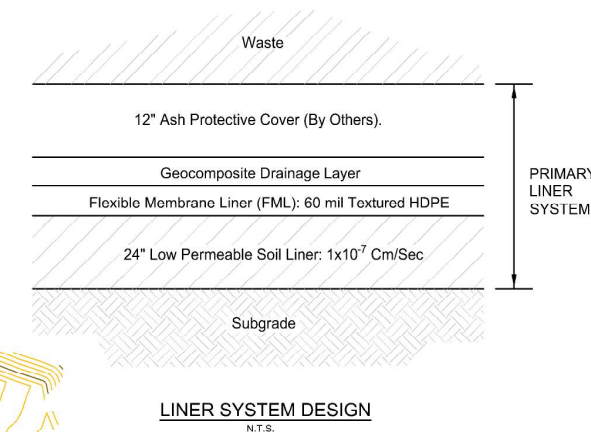 Waste
12" Ash Protective Cover (By Others).
Geocomposite Drainage Layer
Flexible Membrane Liner (FML): 60 mil Textured HDPE
24" Low Permeable Soil Liner: 1x10⁻⁷ Cm/Sec
Subgrade
PRIMARY
LINER
SYSTEM
LINER SYSTEM DESIGN
N.T.S.